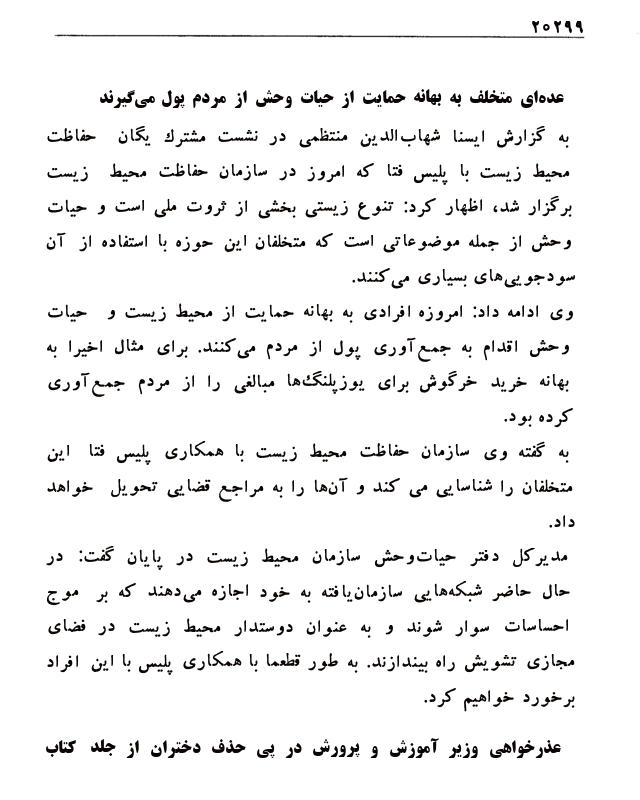 ۲۰۲۹۹
عده‌ای متخلف به بهانه حمایت از حیات وحش از مردم پول می‌گیرند
به گزارش ایسنا شهاب‌الدین منتظمی در نشست مشترك یگان حفاظت
محیط زیست با پلیس فتا که امروز در سازمان حفاظت محیط زیست
برگزار شد، اظهار کرد: تنوع زیستی بخشی از ثروت ملی است و حیات
وحش از جمله موضوعاتی است که متخلفان این حوزه با استفاده از آن
سودجویی‌های بسیاری می‌کنند.
وی ادامه داد: امروزه افرادی به بهانه حمایت از محیط زیست و حیات
وحش اقدام به جمع‌آوری پول از مردم می‌کنند. برای مثال اخیرا به
بهانه خرید خرگوش برای یوزپلنگ‌ها مبالغی را از مردم جمع‌آوری
کرده بود.
به گفته وی سازمان حفاظت محیط زیست با همکاری پلیس فتا این
متخلفان را شناسایی می کند و آن‌ها را به مراجع قضایی تحویل خواهد
داد.
مدیرکل دفتر حیات‌وحش سازمان محیط زیست در پایان گفت: در
حال حاضر شبکه‌هایی سازمان‌یافته به خود اجازه می‌دهند که بر موج
احساسات سوار شوند و به عنوان دوستدار محیط زیست در فضای
مجازی تشویش راه بیندازند. به طور قطعما با همکاری پلیس با این افراد
برخورد خواهیم کرد.
عذرخواهی وزیر آموزش و پرورش در پی حذف دختران از جلد کتاب